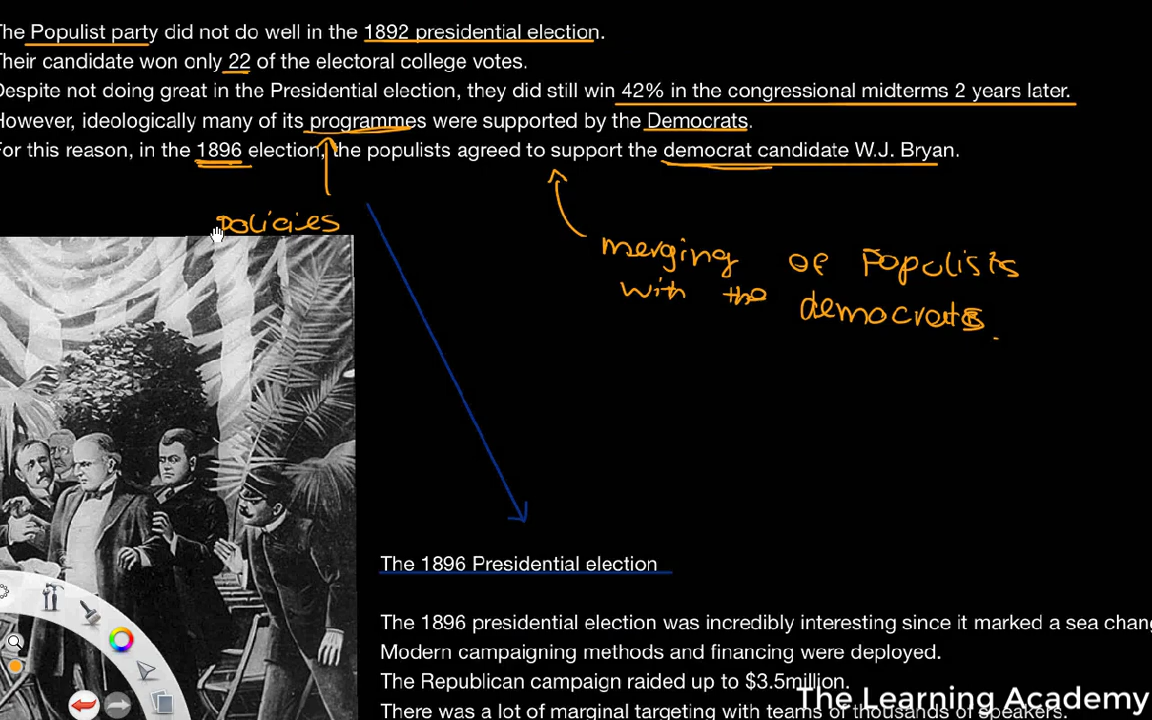 The Populist party did not do well in the 1892 presidential election.
Their candidate won only 22 of the electoral college votes.
Despite not doing great in the Presidential election, they did still win 42% in the congressional midterms 2 years later.
However, ideologically many of its programmes were supported by the Democrats.
For this reason, in the 1896 election, the populists agreed to support the democrat candidate W.J. Bryan.
policies
merging of Populists
with the democrats.
The 1896 Presidential election
The 1896 presidential election was incredibly interesting since it marked a sea chang
Modern campaigning methods and financing were deployed.
The Republican campaign raided up to $3.5million.
The Learning Academy
There was a lot of marginal targeting with teams of thousands of speakers.